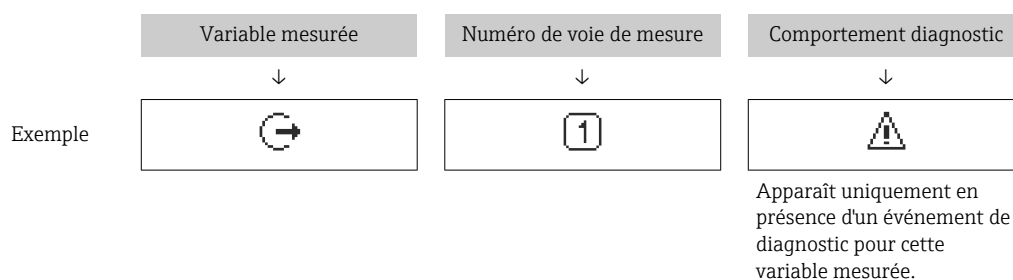 Variable mesurée
Numéro de voie de mesure
Comportement diagnostic
↓
↓
↓
Exemple
1
Apparaît uniquement en
présence d'un événement de
diagnostic pour cette
variable mesurée.